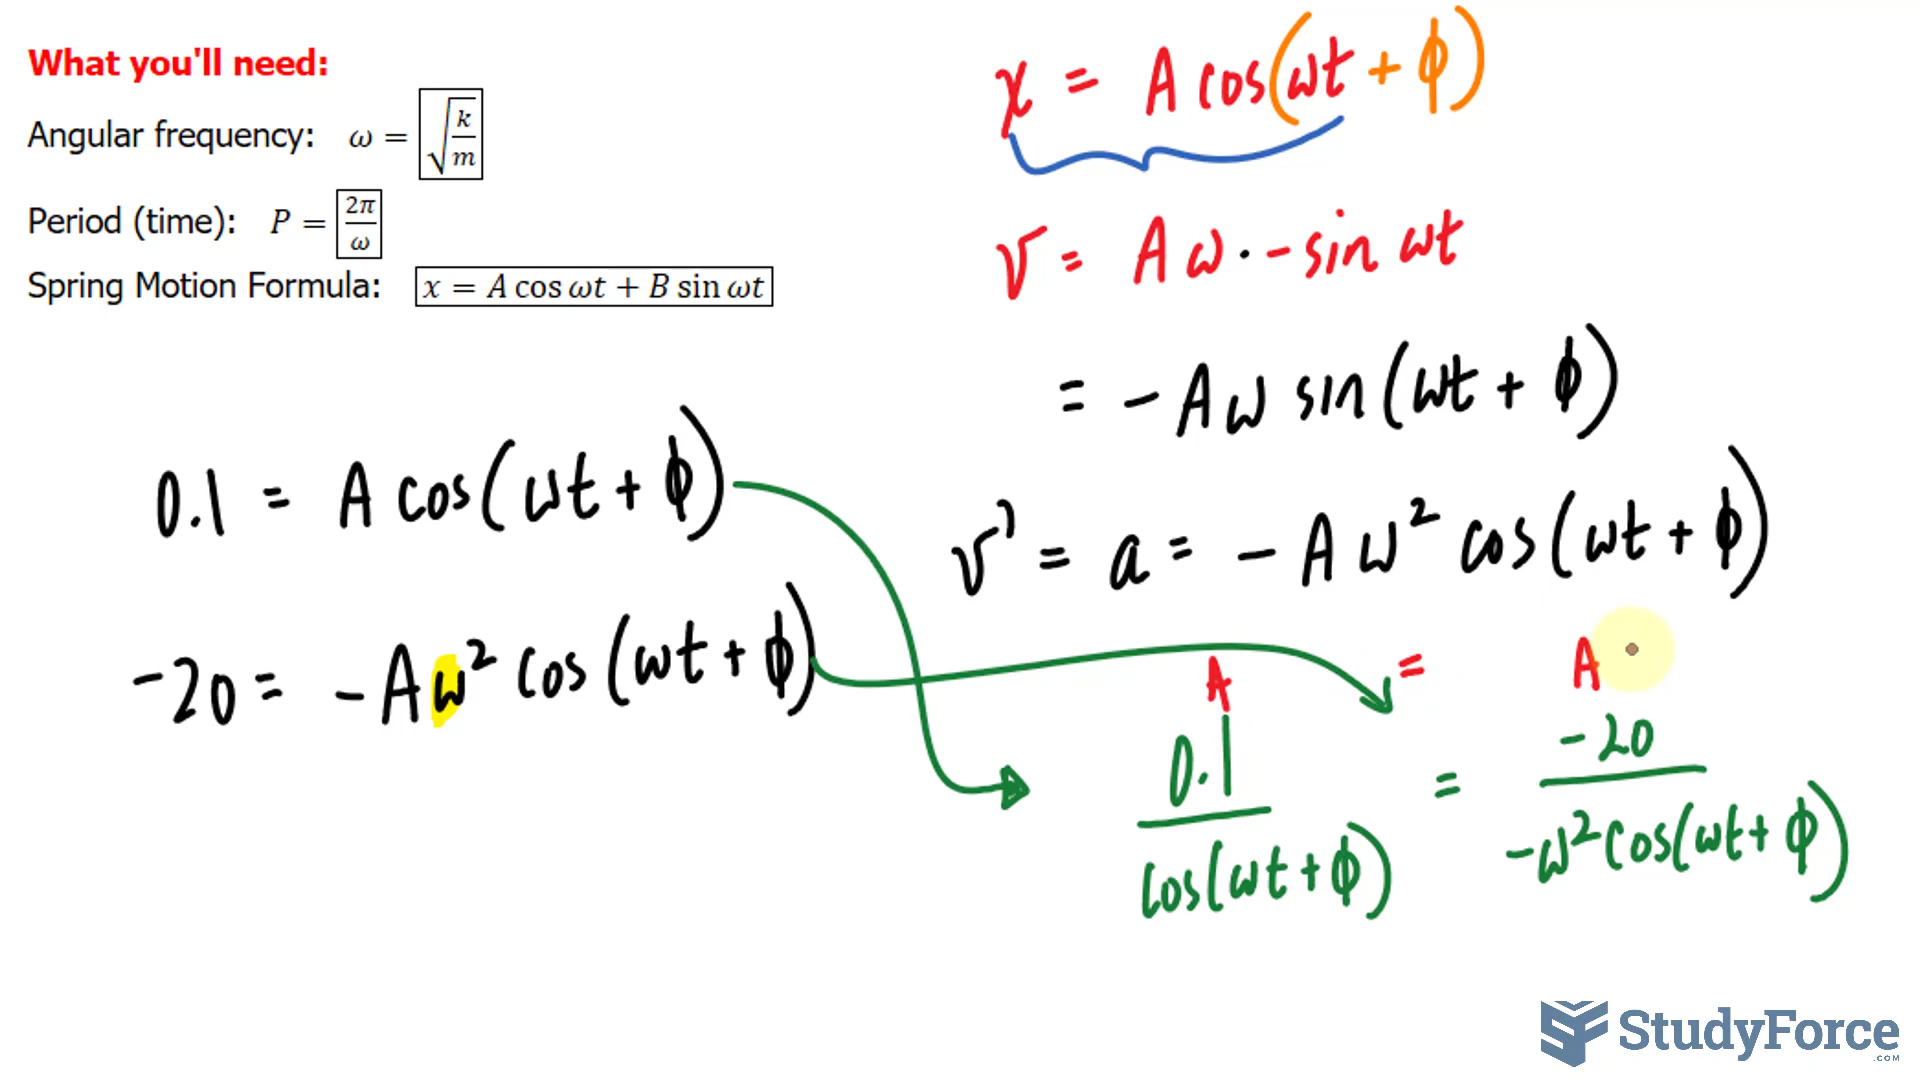 What you'll need:
Angular frequency: ω = √(k/m)
Period (time): P = 2π/ω
Spring Motion Formula: x = A cos ωt + B sin ωt
x = A cos(ωt + ϕ)
v = Aω · - sin ωt
= - Aω sin(ωt + ϕ)
v' = a = - Aω² cos(ωt + ϕ)
0.1 = A cos(ωt + ϕ)
-20 = - Aω² cos(ωt + ϕ)
A = A
0.1/cos(ωt + ϕ) = -20/-ω² cos(ωt + ϕ)
StudyForce
.COM